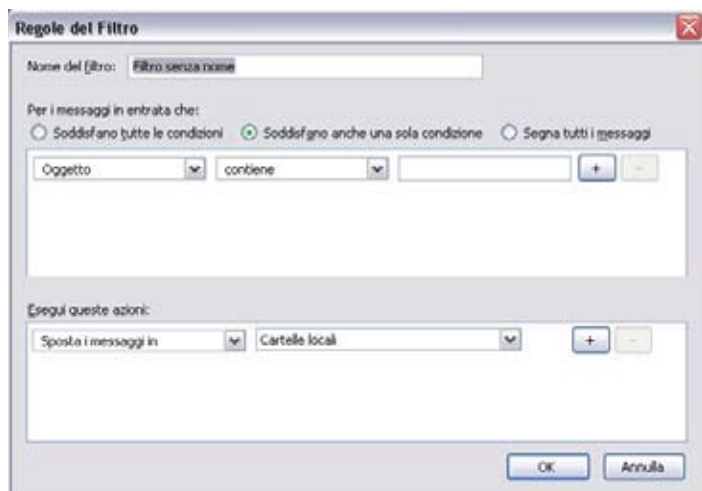 Regole del Filtro
Nome del filtro: Filtro senza nome
Per i messaggi in entrata che:
Soddisfano tutte le condizioni Soddisfano anche una sola condizione Segna tutti i messaggi
Oggetto contiene + -
Esegui queste azioni:
Sposta i messaggi in Cartelle locali + -
OK Annulla